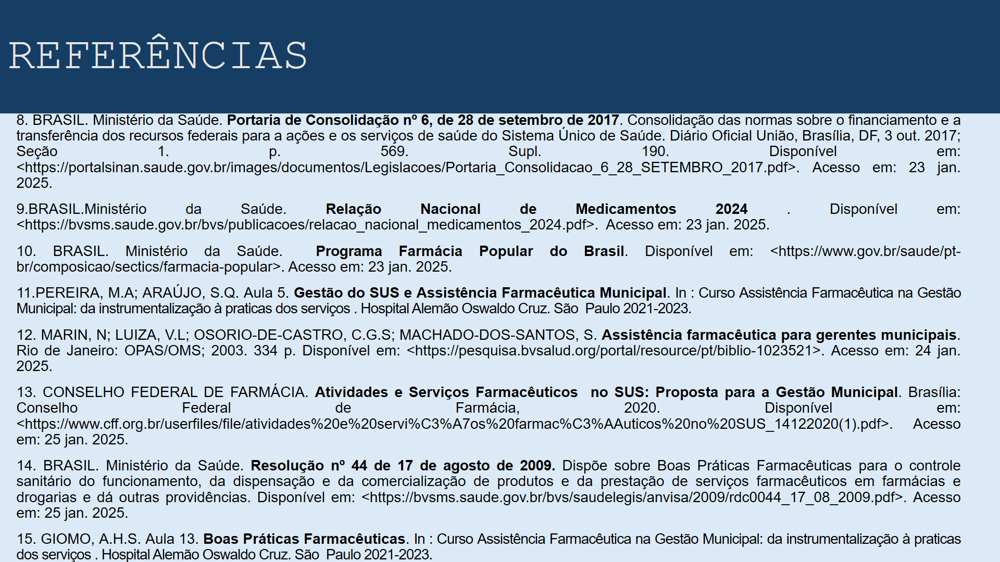 REFERÊNCIAS
8. BRASIL. Ministério da Saúde. Portaria de Consolidação nº 6, de 28 de setembro de 2017. Consolidação das normas sobre o financiamento e a
transferência dos recursos federais para a ações e os serviços de saúde do Sistema Único de Saúde. Diário Oficial União, Brasília, DF, 3 out. 2017;
Seção 1. p. 569. Supl. 190. Disponível em:
<https://portalsinan.saude.gov.br/images/documentos/Legislacoes/Portaria_Consolidacao_6_28_SETEMBRO_2017.pdf>. Acesso em: 23 jan.
2025.
9.BRASIL.Ministério da Saúde. Relação Nacional de Medicamentos 2024 . Disponível em:
<https://bvsms.saude.gov.br/bvs/publicacoes/relacao_nacional_medicamentos_2024.pdf>. Acesso em: 23 jan. 2025.
10. BRASIL. Ministério da Saúde. Programa Farmácia Popular do Brasil. Disponível em: <https://www.gov.br/saude/pt-
br/composicao/sectics/farmacia-popular>. Acesso em: 23 jan. 2025.
11.PEREIRA, M.A; ARAÚJO, S.Q. Aula 5. Gestão do SUS e Assistência Farmacêutica Municipal. In : Curso Assistência Farmacêutica na Gestão
Municipal: da instrumentalização à praticas dos serviços . Hospital Alemão Oswaldo Cruz. São Paulo 2021-2023.
12. MARIN, N; LUIZA, V.L; OSORIO-DE-CASTRO, C.G.S; MACHADO-DOS-SANTOS, S. Assistência farmacêutica para gerentes municipais.
Rio de Janeiro: OPAS/OMS; 2003. 334 p. Disponível em: <https://pesquisa.bvsalud.org/portal/resource/pt/biblio-1023521>. Acesso em: 24 jan.
2025.
13. CONSELHO FEDERAL DE FARMÁCIA. Atividades e Serviços Farmacêuticos no SUS: Proposta para a Gestão Municipal. Brasília:
Conselho Federal de Farmácia, 2020. Disponível em:
<https://www.cff.org.br/userfiles/file/atividades%20e%20servi%C3%A7os%20farmac%C3%AAuticos%20no%20SUS_14122020(1).pdf>. Acesso
em: 25 jan. 2025.
14. BRASIL. Ministério da Saúde. Resolução nº 44 de 17 de agosto de 2009. Dispõe sobre Boas Práticas Farmacêuticas para o controle
sanitário do funcionamento, da dispensação e da comercialização de produtos e da prestação de serviços farmacêuticos em farmácias e
drogarias e dá outras providências. Disponível em: <https://bvsms.saude.gov.br/bvs/saudelegis/anvisa/2009/rdc0044_17_08_2009.pdf>. Acesso
em: 25 jan. 2025.
15. GIOMO, A.H.S. Aula 13. Boas Práticas Farmacêuticas. In : Curso Assistência Farmacêutica na Gestão Municipal: da instrumentalização à praticas
dos serviços . Hospital Alemão Oswaldo Cruz. São Paulo 2021-2023.